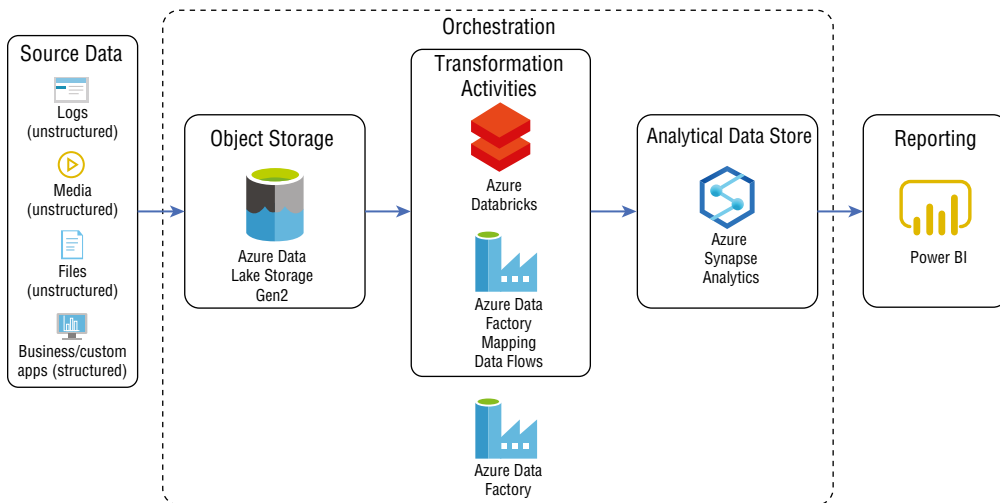 Orchestration
Source Data
Logs
(unstructured)
Media
(unstructured)
Files
(unstructured)
Business/custom
apps (structured)
Object Storage
Azure Data
Lake Storage
Gen2
Transformation
Activities
Azure
Databricks
Azure Data
Factory
Mapping
Data Flows
Azure Data
Factory
Analytical Data Store
Azure
Synapse
Analytics
Reporting
Power BI